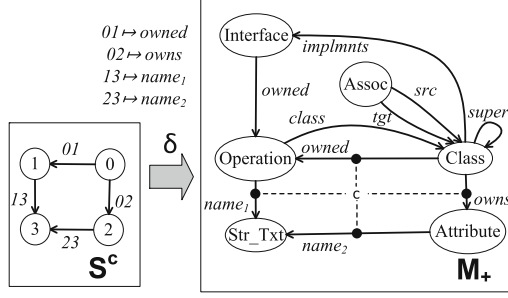 01↦owned
02↦owns
13↦name₁
23↦name₂
δ
1
01
0
13
02
3
23
2
Sᶜ
Interface
implmnts
Assoc
src
owned
class
tgt
super
Operation
owned
Class
c
name₁
owns
Str_Txt
name₂
Attribute
M₊